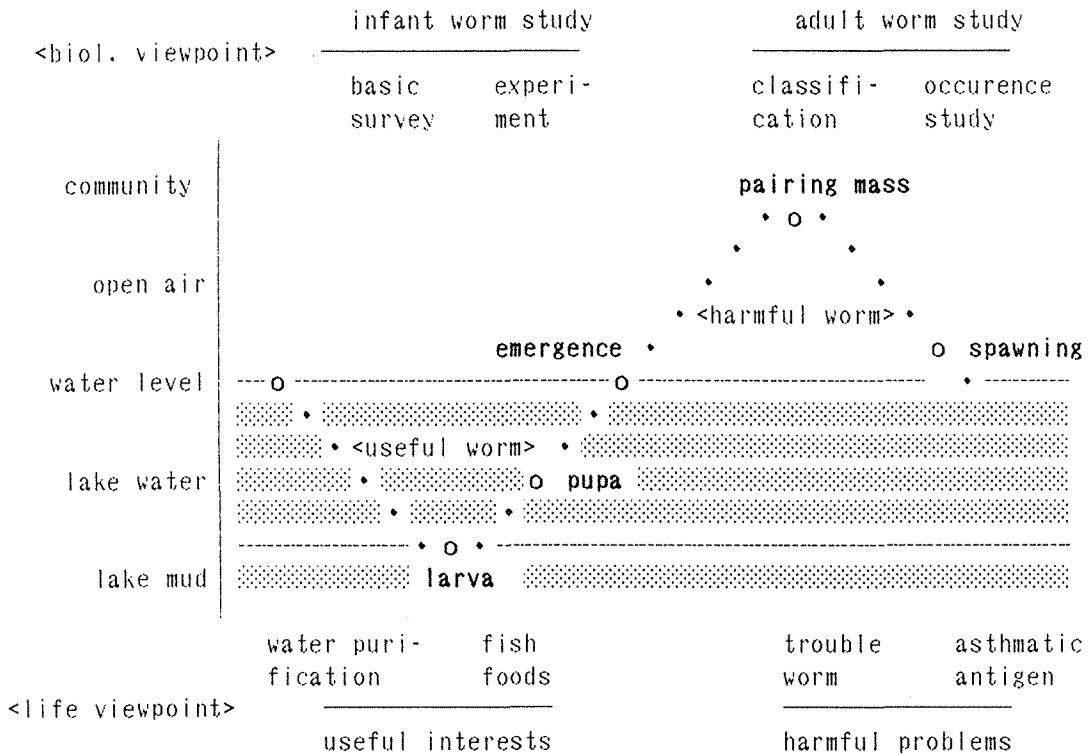 infant worm study adult worm study
<biol. viewpoint>
basic experi- classifi- occurence
survey ment cation study
community pairing mass
open air
<harmful worm>
emergence spawning
water level
<useful worm>
lake water pupa
lake mud larva
water puri- fish trouble asthmatic
fication foods worm antigen
<life viewpoint>
useful interests harmful problems